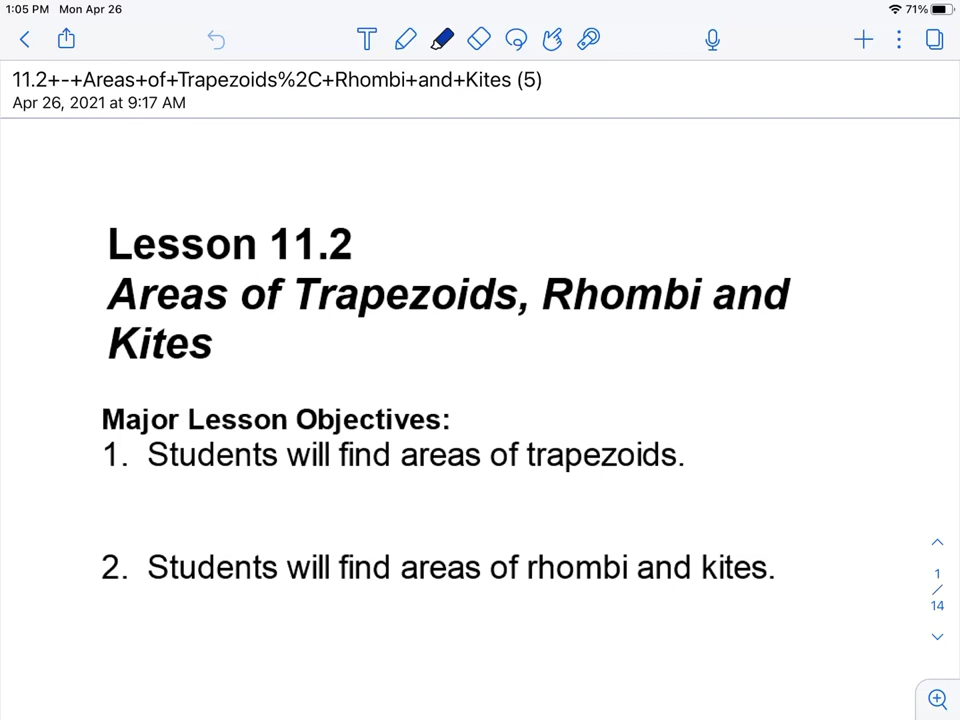 1:05 PM Mon Apr 26
71%
T
11.2+-+Areas+of+Trapezoids%2C+Rhombi+and+Kites (5)
Apr 26, 2021 at 9:17 AM
Lesson 11.2
Areas of Trapezoids, Rhombi and
Kites
Major Lesson Objectives:
1. Students will find areas of trapezoids.
2. Students will find areas of rhombi and kites.
1
/
14